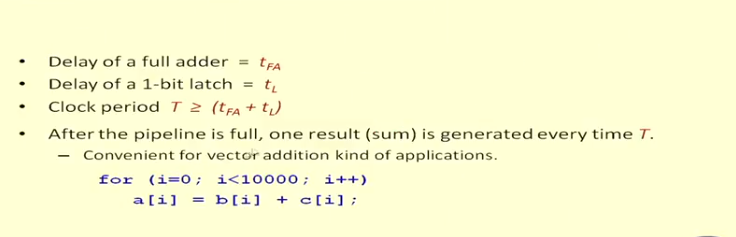 • Delay of a full adder = tFA
• Delay of a 1-bit latch = tL
• Clock period T ≥ (tFA + tL)
• After the pipeline is full, one result (sum) is generated every time T.
– Convenient for vector addition kind of applications.
for (i=0; i<10000; i++)
a[i] = b[i] + c[i];